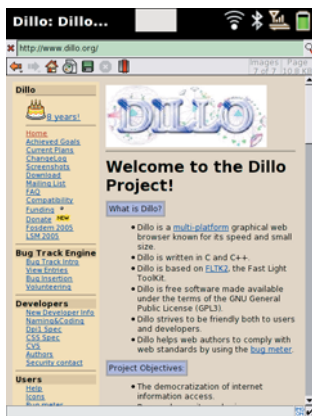 Dillo: Dillo...
http://www.dillo.org/
Images Page
7 of 7 10.8 KB
Dillo
8 years!
Home
Achieved Goals
Current Plans
ChangeLog
Screenshots
Download
Mailing List
FAQ
Compatibility
Funding
Donate NEW
Fosdem 2005
LSM 2005
Bug Track Engine
Bug Track Intro
View Entries
Bug Insertion
Volunteering
Developers
New Developer Info
Naming&Coding
Dpi1 Spec
CSS Spec
CVS
Authors
Security contact
Users
Help
Icons
Bug meter
DILLO
Welcome to the Dillo
Project!
What is Dillo?
Dillo is a multi-platform graphical web
browser known for its speed and small
size.
Dillo is written in C and C++.
Dillo is based on FLTK2, the Fast Light
ToolKit.
Dillo is free software made available
under the terms of the GNU General
Public License (GPL3).
Dillo strives to be friendly both to users
and developers.
Dillo helps web authors to comply with
web standards by using the bug meter.
Project Objectives:
The democratization of internet
information access.